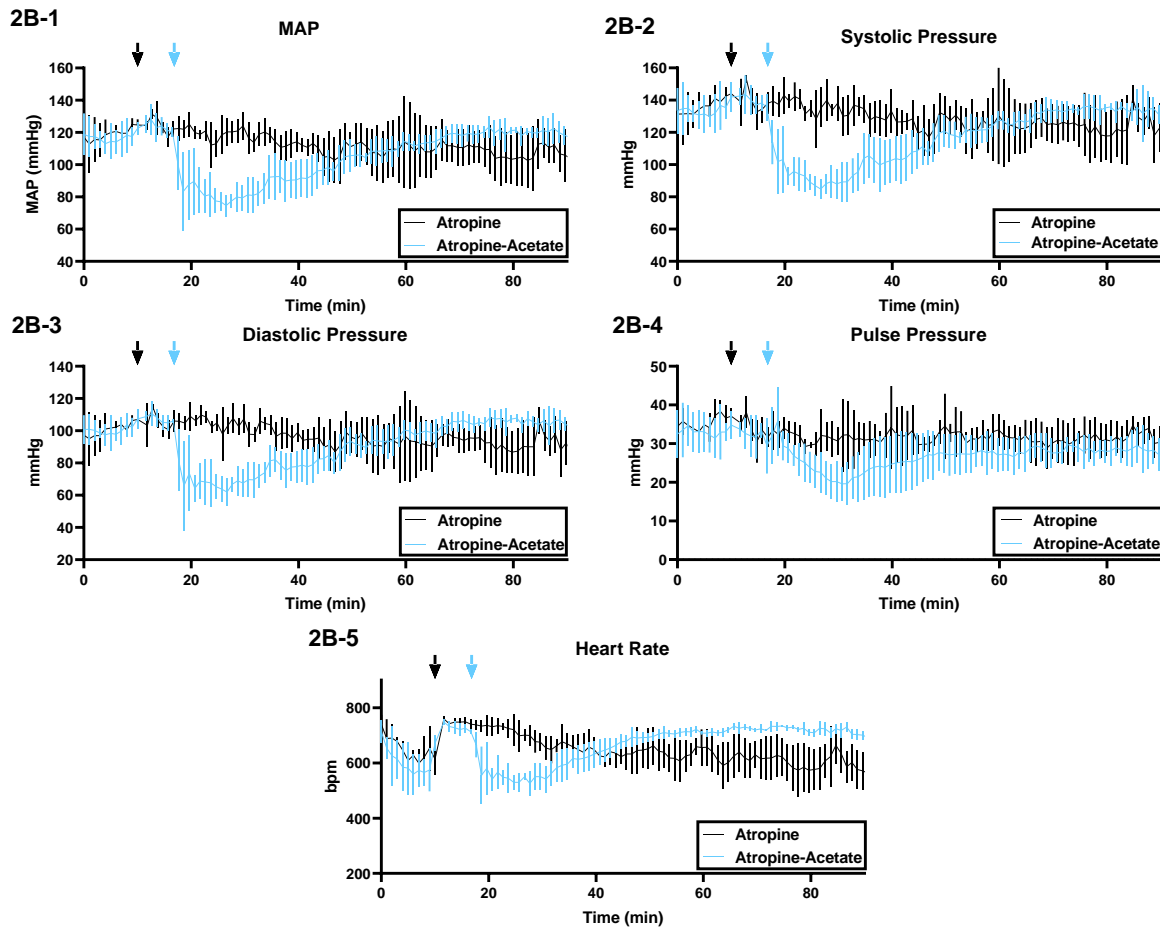 2B-1
MAP
MAP (mmHg)
160
140
120
100
80
60
40
0
20
40
60
80
Time (min)
Atropine
Atropine-Acetate
2B-2
Systolic Pressure
mmHg
160
140
120
100
80
60
40
0
20
40
60
80
Time (min)
Atropine
Atropine-Acetate
2B-3
Diastolic Pressure
mmHg
140
120
100
80
60
40
20
0
20
40
60
80
Time (min)
Atropine
Atropine-Acetate
2B-4
Pulse Pressure
mmHg
50
40
30
20
10
0
0
20
40
60
80
Time (min)
Atropine
Atropine-Acetate
2B-5
Heart Rate
bpm
800
600
400
200
0
20
40
60
80
Time (min)
Atropine
Atropine-Acetate